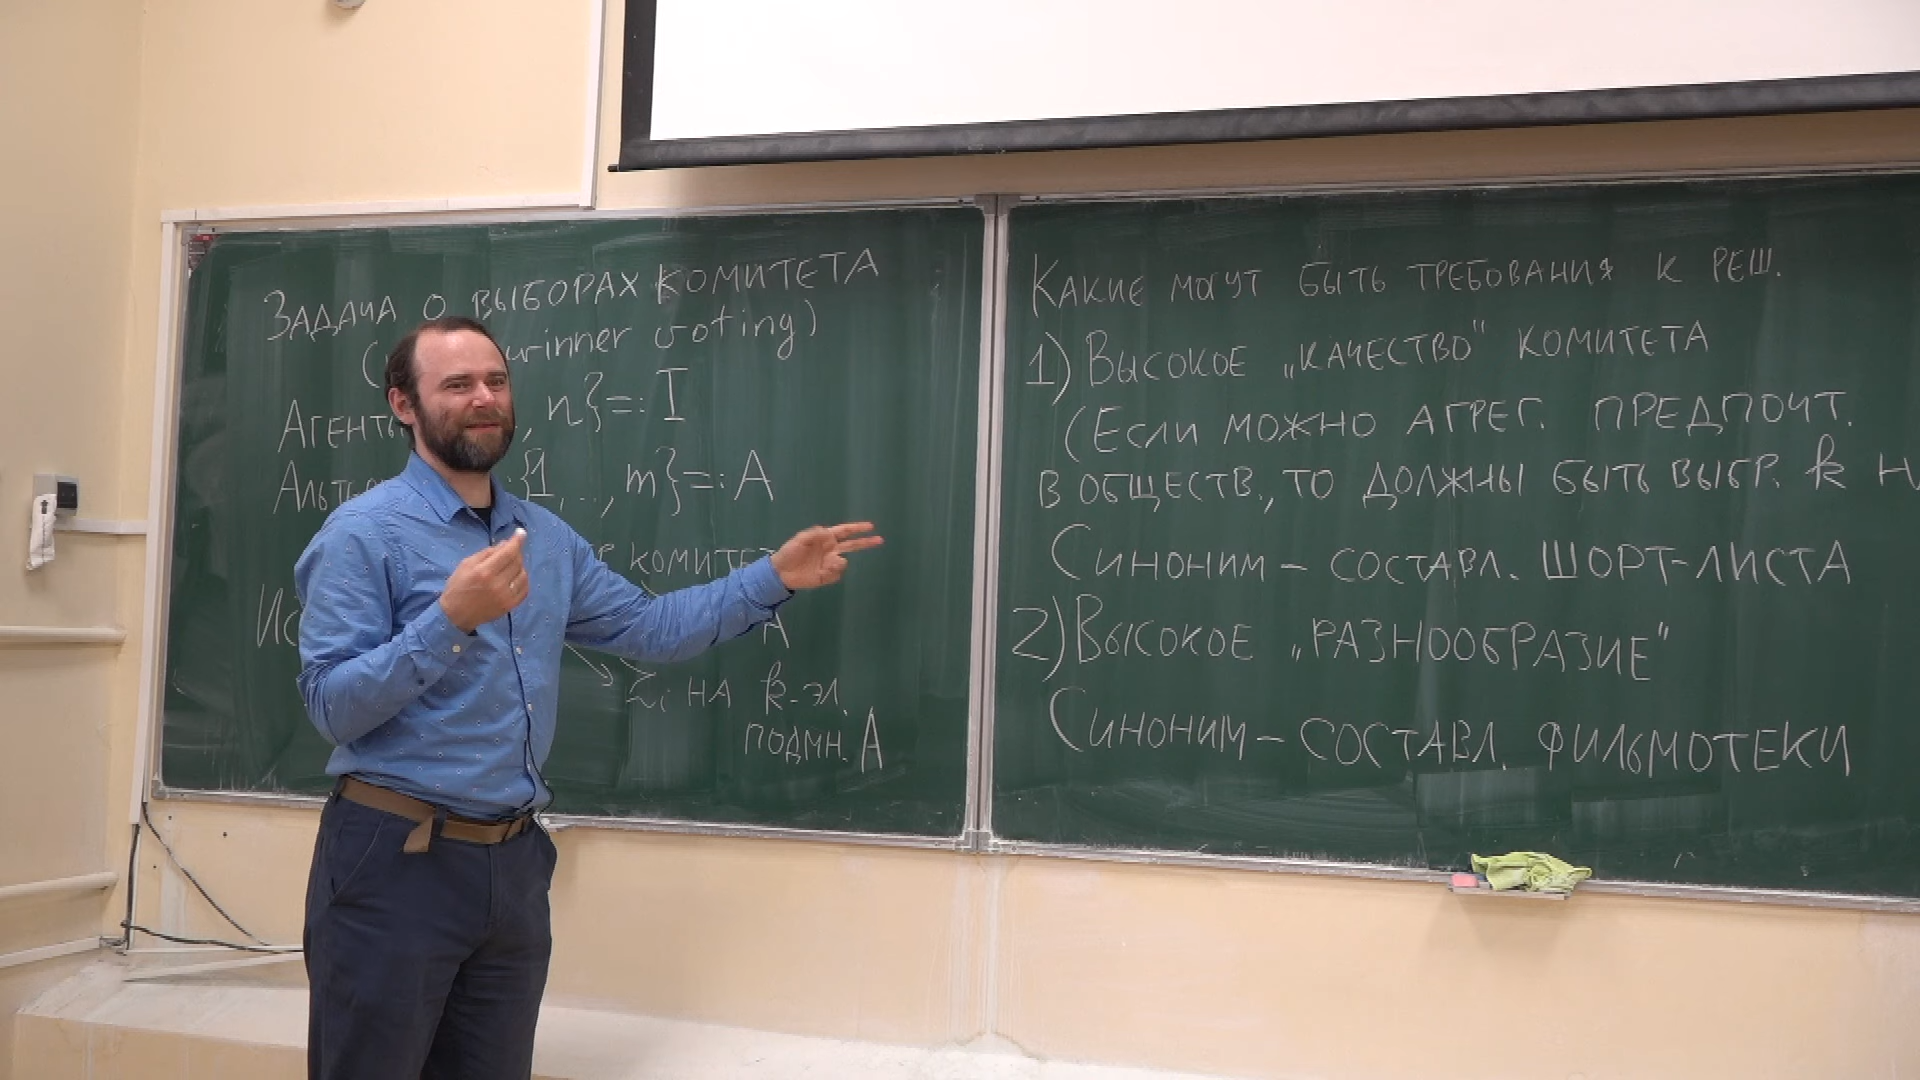 Задача о выборах комитета
winner voting)
Агенты , n}=: I
{1,..., m}=: A
комитет
A
на k-эл.
подмн. A
Какие могут быть требования к реш.
1) Высокое „качество" комитета
(Если можно агрег. предпочт.
в обществ., то должны быть выбр. k
Синоним – составл. шорт-листа
2) Высокое „разнообразие"
Синоним – составл. фильмотеки